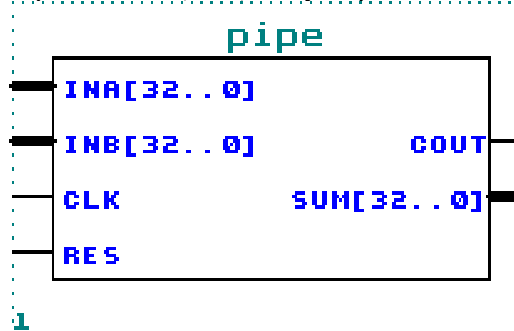 pipe
INA[32..0]
INB[32..0]
COUT
CLK
SUM[32..0]
RES
1